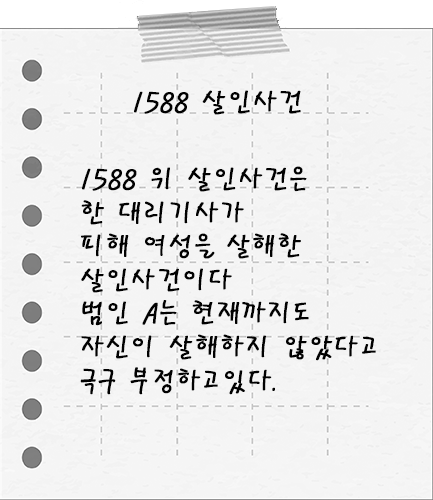 1588 살인사건
1588 위 살인사건은
한 대리기사가
피해 여성을 살해한
살인사건이다
범인 A는 현재까지도
자신이 살해하지 않았다고
극구 부정하고있다.